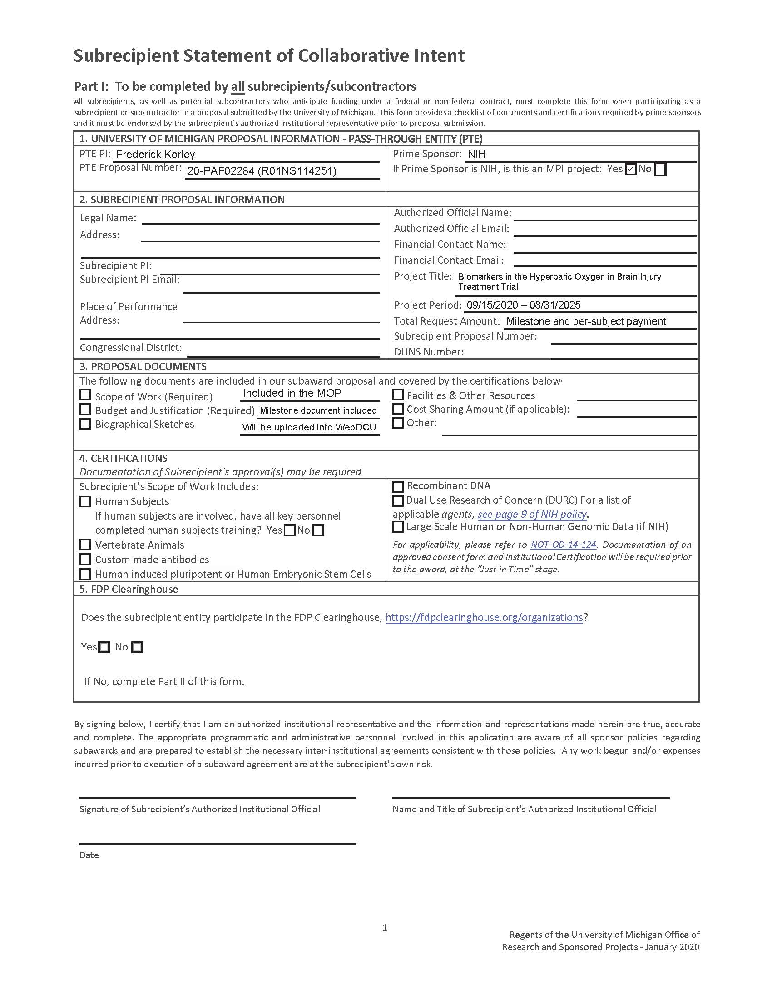 Subrecipient Statement of Collaborative Intent
Part I: To be completed by all subrecipients/subcontractors
All subrecipients, as well as potential subcontractors who anticipate funding under a federal or non-federal contract, must complete this form when participating as a
subrecipient or subcontractor in a proposal submitted by the University of Michigan. This form provides a checklist of documents and certifications required by prime sponsors
and it must be endorsed by the subrecipient's authorized institutional representative prior to proposal submission.
1. UNIVERSITY OF MICHIGAN PROPOSAL INFORMATION - PASS-THROUGH ENTITY (PTE)
PTE PI: Frederick Korley
PTE Proposal Number: 20-PAF02284 (R01NS114251)
Prime Sponsor: NIH
If Prime Sponsor is NIH, is this an MPI project: Yes ✓ No
2. SUBRECIPIENT PROPOSAL INFORMATION
Legal Name:
Address:
Subrecipient PI:
Subrecipient PI Email:
Place of Performance
Address:
Congressional District:
Authorized Official Name:
Authorized Official Email:
Financial Contact Name:
Financial Contact Email:
Project Title: Biomarkers in the Hyperbaric Oxygen in Brain Injury
Treatment Trial
Project Period: 09/15/2020 – 08/31/2025
Total Request Amount: Milestone and per-subject payment
Subrecipient Proposal Number:
DUNS Number:
3. PROPOSAL DOCUMENTS
The following documents are included in our subaward proposal and covered by the certifications below:
Scope of Work (Required) Included in the MOP
Budget and Justification (Required) Milestone document included
Biographical Sketches Will be uploaded into WebDCU
Facilities & Other Resources
Cost Sharing Amount (if applicable):
Other:
4. CERTIFICATIONS
Documentation of Subrecipient's approval(s) may be required
Subrecipient's Scope of Work Includes:
Human Subjects
If human subjects are involved, have all key personnel
completed human subjects training? Yes No
Vertebrate Animals
Custom made antibodies
Human induced pluripotent or Human Embryonic Stem Cells
Recombinant DNA
Dual Use Research of Concern (DURC) For a list of
applicable agents, see page 9 of NIH policy.
Large Scale Human or Non-Human Genomic Data (if NIH)
For applicability, please refer to NOT-OD-14-124. Documentation of an
approved consent form and Institutional Certification will be required prior
to the award, at the “Just in Time” stage.
5. FDP Clearinghouse
Does the subrecipient entity participate in the FDP Clearinghouse, https://fdpclearinghouse.org/organizations?
Yes No
If No, complete Part II of this form.
By signing below, I certify that I am an authorized institutional representative and the information and representations made herein are true, accurate
and complete. The appropriate programmatic and administrative personnel involved in this application are aware of all sponsor policies regarding
subawards and are prepared to establish the necessary inter-institutional agreements consistent with those policies. Any work begun and/or expenses
incurred prior to execution of a subaward agreement are at the subrecipient's own risk.
Signature of Subrecipient's Authorized Institutional Official
Name and Title of Subrecipient's Authorized Institutional Official
Date
1
Regents of the University of Michigan Office of
Research and Sponsored Projects - January 2020